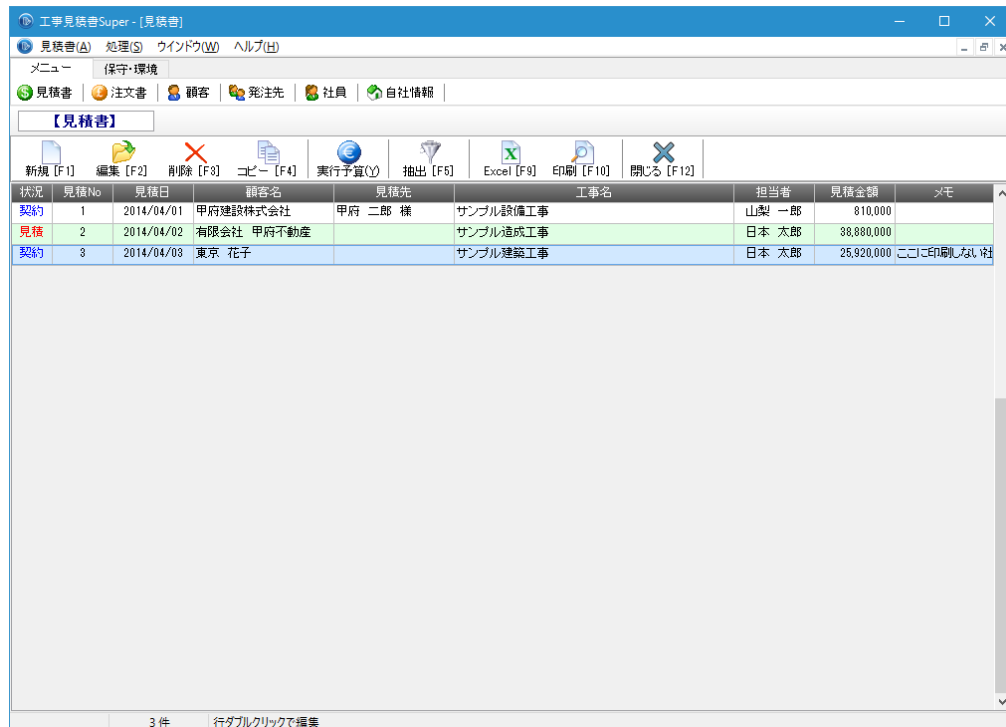 工事見積書Super - [見積書]
見積書(A) 処理(S) ウインドウ(W) ヘルプ(H)
メニュー 保守・環境
見積書 注文書 顧客 発注先 社員 自社情報
【見積書】
新規 [F1] 編集 [F2] 削除 [F3] コピー [F4] 実行予算(Y) 抽出 [F5] Excel [F9] 印刷 [F10] 閉じる [F12]
状況 見積No 見積日 顧客名 見積先 工事名 担当者 見積金額 メモ
契約 1 2014/04/01 甲府建設株式会社 甲府 二郎 様 サンプル設備工事 山梨 一郎 810,000
見積 2 2014/04/02 有限会社 甲府不動産 サンプル造成工事 日本 太郎 38,880,000
契約 3 2014/04/03 東京 花子 サンプル建築工事 日本 太郎 25,920,000 ここに印刷しない社
3 件 行ダブルクリックで編集